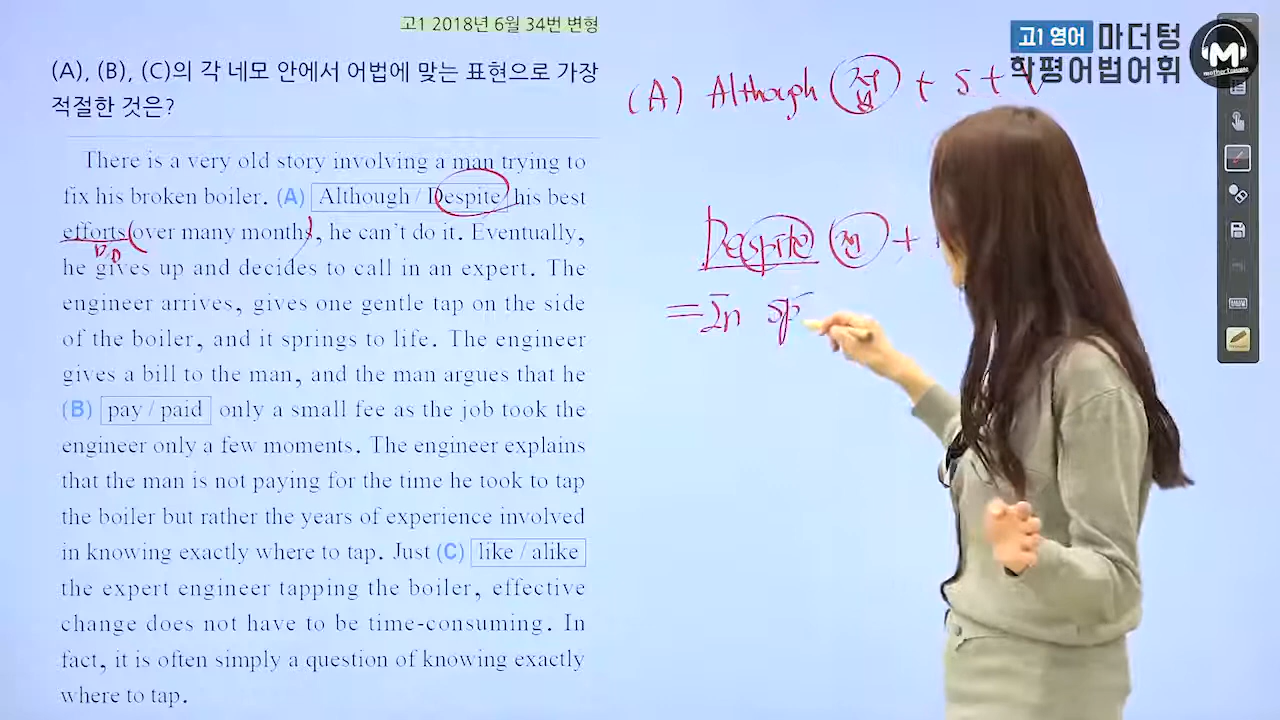 고1 2018년 6월 34번 변형
고1 영어 마더텅
학평어법어휘
M
mother tongue
(A), (B), (C)의 각 네모 안에서 어법에 맞는 표현으로 가장
적절한 것은?
There is a very old story involving a man trying to
fix his broken boiler. (A) Although / Despite his best
efforts over many months, he can't do it. Eventually,
he gives up and decides to call in an expert. The
engineer arrives, gives one gentle tap on the side
of the boiler, and it springs to life. The engineer
gives a bill to the man, and the man argues that he
(B) pay / paid only a small fee as the job took the
engineer only a few moments. The engineer explains
that the man is not paying for the time he took to tap
the boiler but rather the years of experience involved
in knowing exactly where to tap. Just (C) like / alike
the expert engineer tapping the boiler, effective
change does not have to be time-consuming. In
fact, it is often simply a question of knowing exactly
where to tap.
(A) Although 접 + S + V
Despite 전 +
= In sp